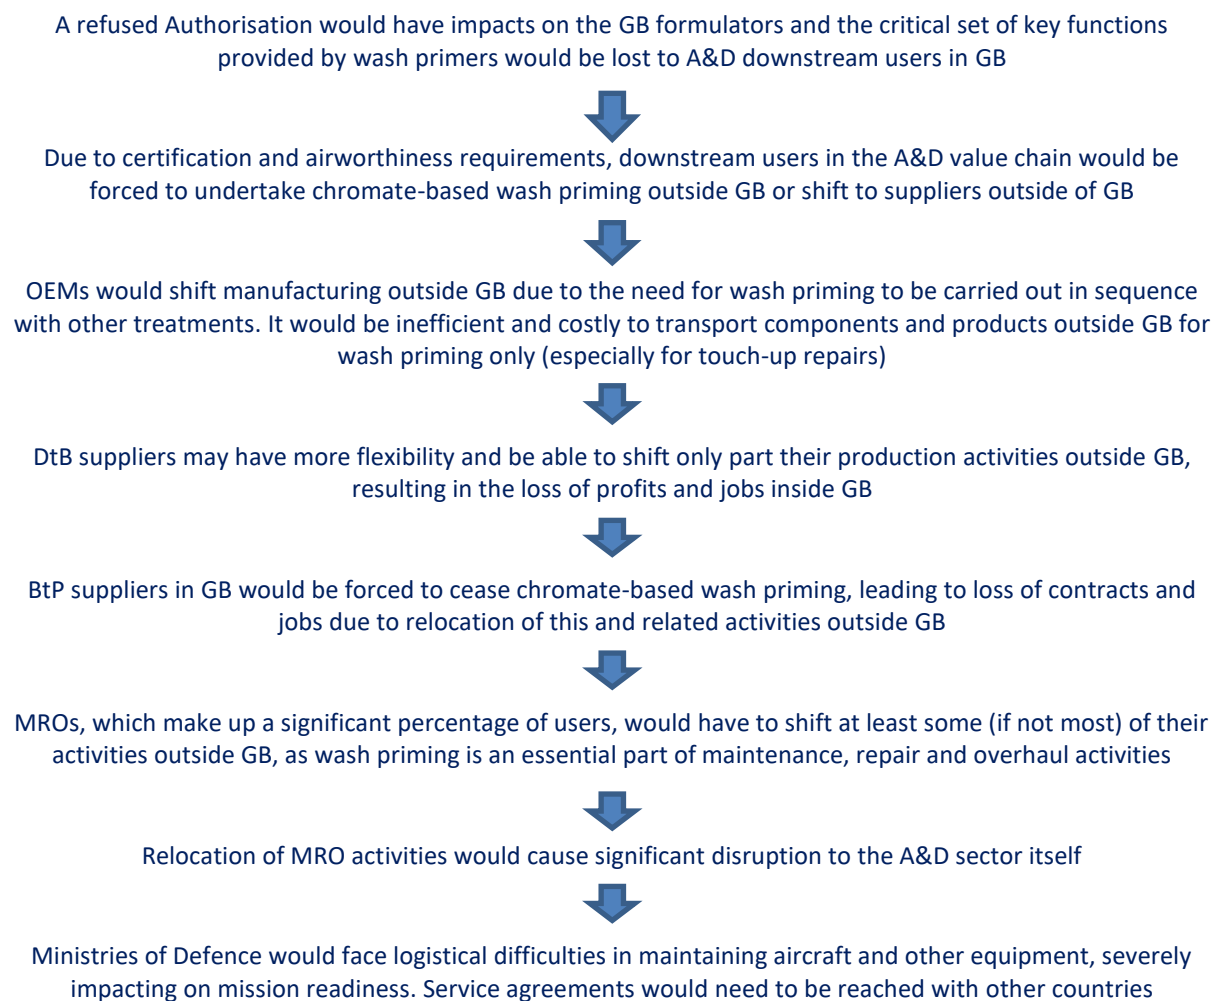 A refused Authorisation would have impacts on the GB formulators and the critical set of key functions
provided by wash primers would be lost to A&D downstream users in GB
Due to certification and airworthiness requirements, downstream users in the A&D value chain would be
forced to undertake chromate-based wash priming outside GB or shift to suppliers outside of GB
OEMs would shift manufacturing outside GB due to the need for wash priming to be carried out in sequence
with other treatments. It would be inefficient and costly to transport components and products outside GB for
wash priming only (especially for touch-up repairs)
DtB suppliers may have more flexibility and be able to shift only part their production activities outside GB,
resulting in the loss of profits and jobs inside GB
BtP suppliers in GB would be forced to cease chromate-based wash priming, leading to loss of contracts and
jobs due to relocation of this and related activities outside GB
MROs, which make up a significant percentage of users, would have to shift at least some (if not most) of their
activities outside GB, as wash priming is an essential part of maintenance, repair and overhaul activities
Relocation of MRO activities would cause significant disruption to the A&D sector itself
Ministries of Defence would face logistical difficulties in maintaining aircraft and other equipment, severely
impacting on mission readiness. Service agreements would need to be reached with other countries